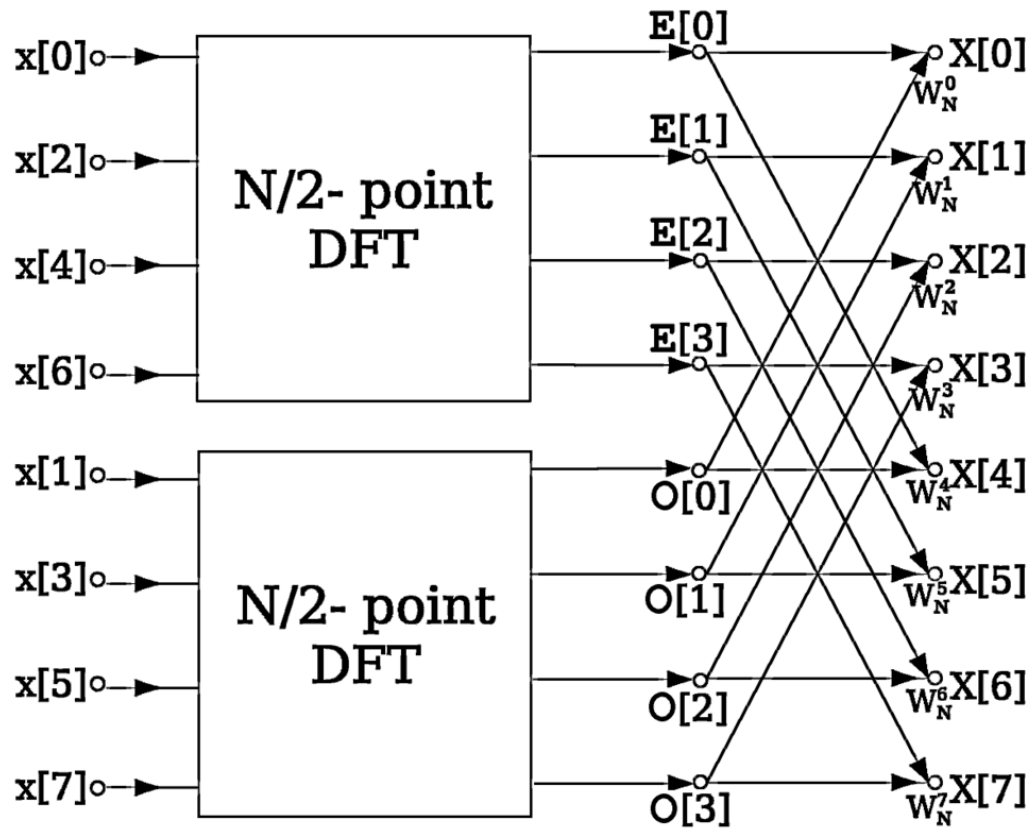 x[0]
x[2]
x[4]
x[6]
N/2- point
DFT
x[1]
x[3]
x[5]
x[7]
N/2- point
DFT
E[0]
E[1]
E[2]
E[3]
O[0]
O[1]
O[2]
O[3]
X[0]
W_N^0
X[1]
W_N^1
X[2]
W_N^2
X[3]
W_N^3
W_N^4 X[4]
W_N^5 X[5]
W_N^6 X[6]
W_N^7 X[7]